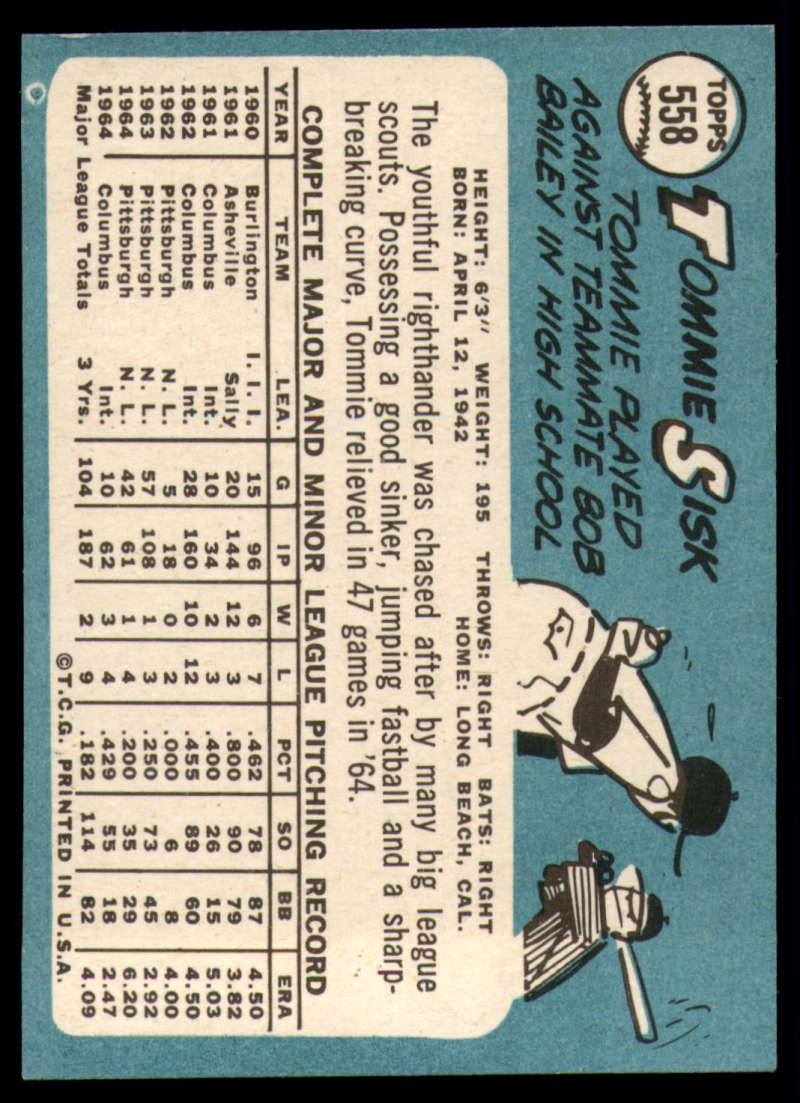 TOPPS
558
TOMMIE SISK
TOMMIE PLAYED
AGAINST TEAMMATE BOB
BAILEY IN HIGH SCHOOL
HEIGHT: 6'3" WEIGHT: 195 THROWS: RIGHT BATS: RIGHT
BORN: APRIL 12, 1942 HOME: LONG BEACH, CAL.
The youthful righthander was chased after by many big league
scouts. Possessing a good sinker, jumping fastball and a sharp-
breaking curve, Tommie relieved in 47 games in '64.
COMPLETE MAJOR AND MINOR LEAGUE PITCHING RECORD
YEAR TEAM LEA. G IP W L PCT SO BB ERA
1960 Burlington I. I. I. 15 96 6 7 .462 78 87 4.50
1961 Asheville Sally 20 144 12 3 .800 90 79 3.82
1961 Columbus Int. 10 34 2 3 .400 26 15 5.03
1962 Columbus Int. 28 160 10 12 .455 89 60 4.50
1962 Pittsburgh N. L. 5 18 0 2 .000 6 8 4.00
1963 Pittsburgh N. L. 57 108 1 3 .250 73 45 2.92
1964 Pittsburgh N. L. 42 61 1 4 .200 35 29 6.20
1964 Columbus Int. 10 62 3 4 .429 55 18 2.47
Major League Totals 3 Yrs. 104 187 2 9 .182 114 82 4.09
©T.C.G. PRINTED IN U.S.A.